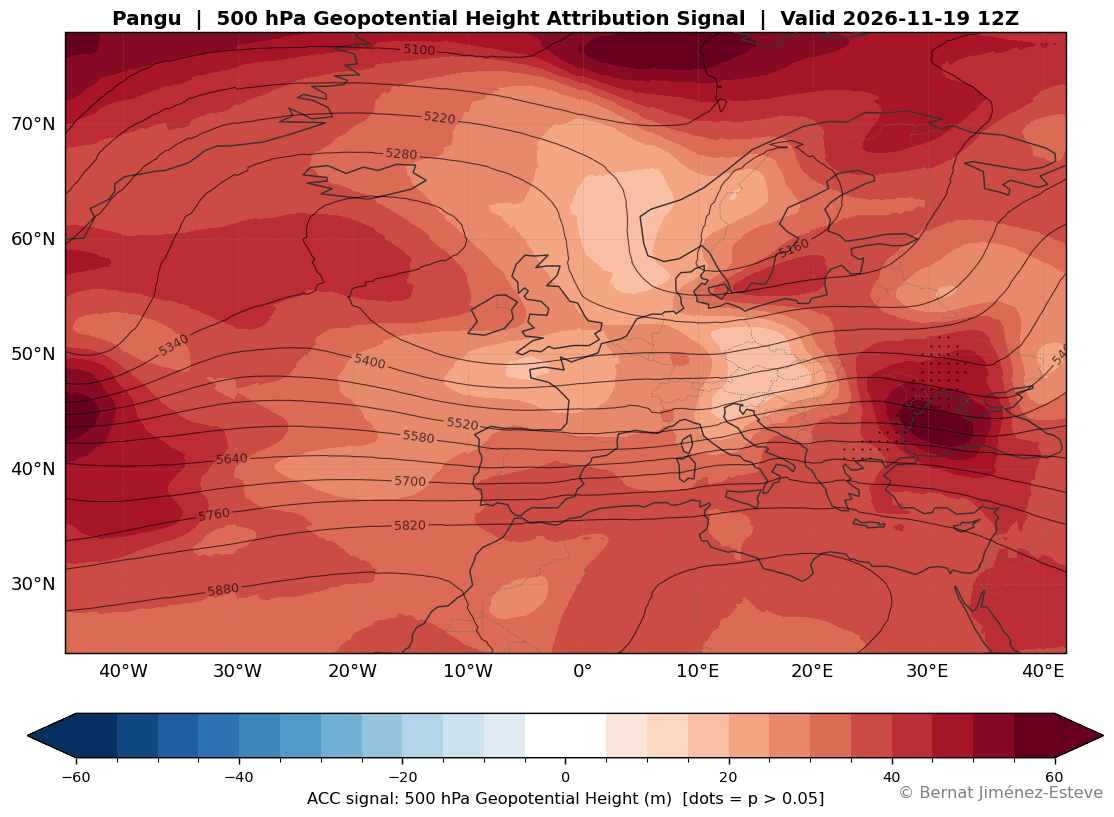 Pangu | 500 hPa Geopotential Height Attribution Signal | Valid 2026-11-19 12Z
5100
70°N
5220
5280
60°N
5160
5340
50°N
5400
5520
5580
40°N
5640
5700
5760
5820
30°N
5880
40°W 30°W 20°W 10°W 0° 10°E 20°E 30°E 40°E
−60 −40 −20 0 20 40 60
ACC signal: 500 hPa Geopotential Height (m) [dots = p > 0.05]
© Bernat Jiménez-Esteve